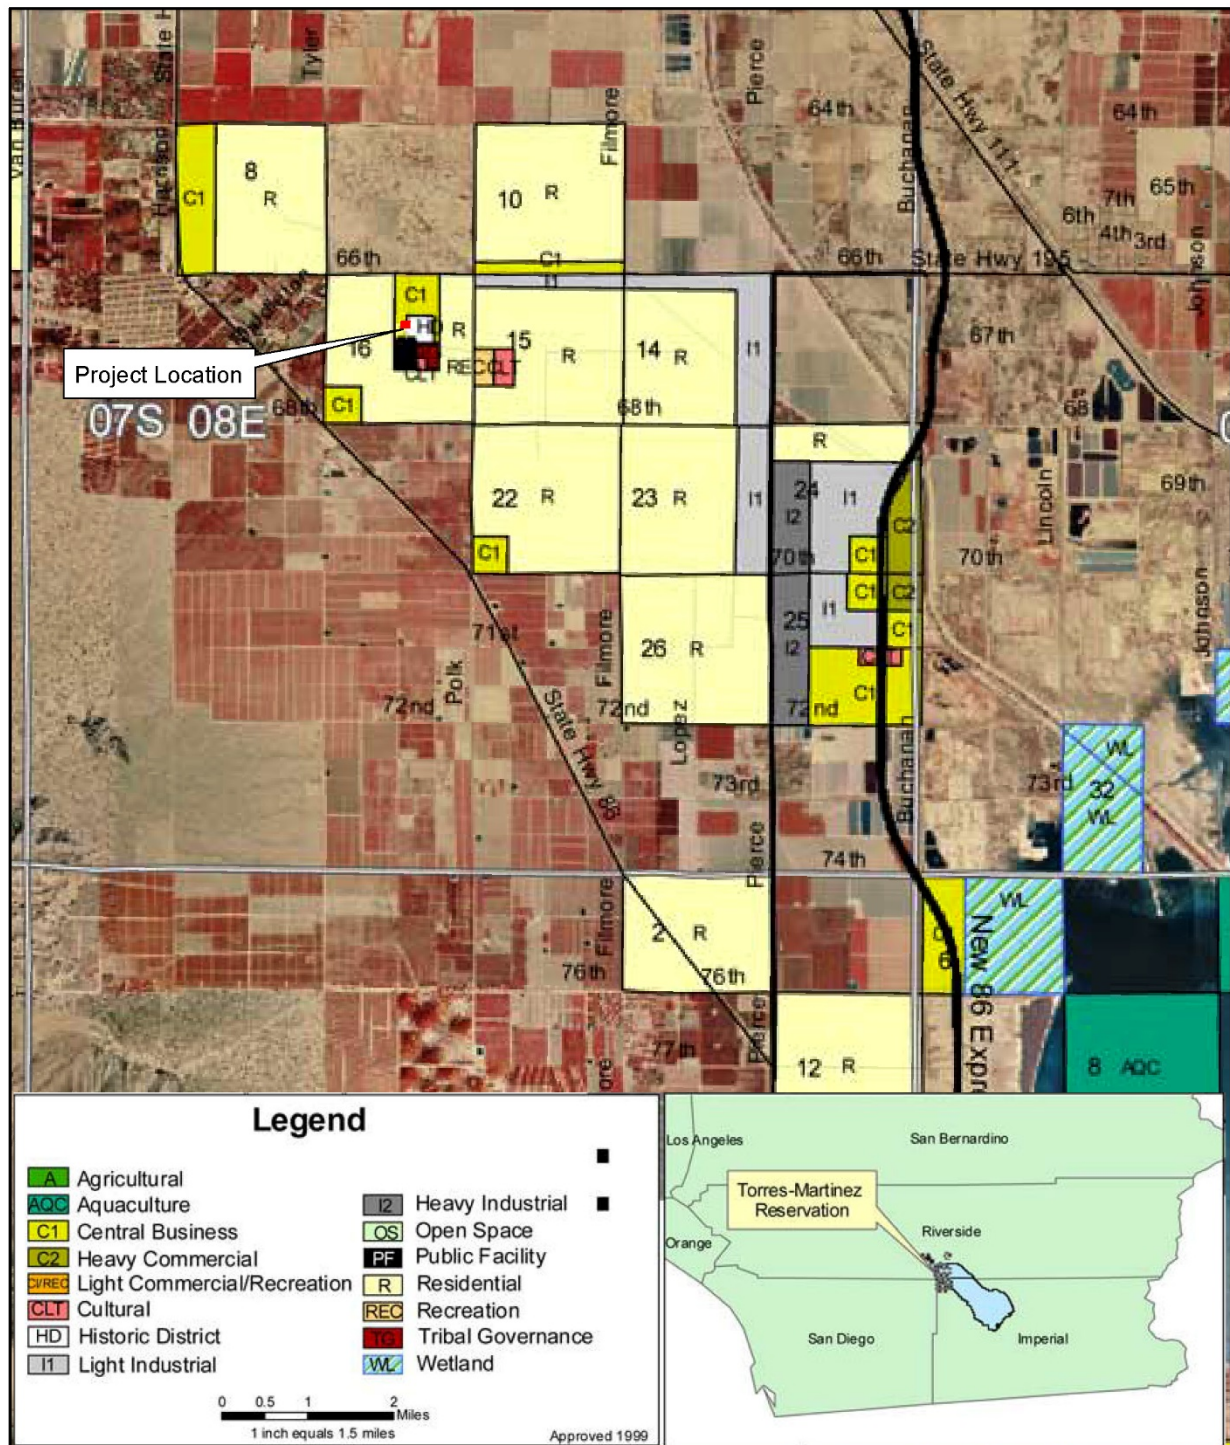 Van Buren
Harrison
State H
Tyler
Filmore
Pierce
Buchanan
State Hwy 111
64th
64th
65th
7th
6th
4th
3rd
Johnson
C1
8
R
10
R
C1
66th
66th
State Hwy 195
I1
C1
HD
R
16
15
R
14
R
I1
67th
Project Location
CLT
REC
CLT
C1
68th
68th
68th
07S 08E
R
22
R
23
R
I1
24
I2
I1
C2
C1
C1
70th
70th
69th
Lincoln
C1
C2
I1
C1
25
I2
71st
Polk
Filmore
26
R
C1
72nd
72nd
72nd
State Hwy 86
Lopez
Buchanan
Johnson
73rd
73rd
WL
32
WL
Pierce
74th
Filmore
2
R
76th
76th
WL
6
New 86 Expre
Pierce
77th
ore
12
R
8
AQC
Legend
A Agricultural
AQC Aquaculture
C1 Central Business
C2 Heavy Commercial
CI/REC Light Commercial/Recreation
CLT Cultural
HD Historic District
I1 Light Industrial
I2 Heavy Industrial
OS Open Space
PF Public Facility
R Residential
REC Recreation
TG Tribal Governance
WL Wetland
0 0.5 1 2
Miles
1 inch equals 1.5 miles
Approved 1999
Los Angeles
San Bernardino
Torres-Martinez
Reservation
Riverside
Orange
San Diego
Imperial